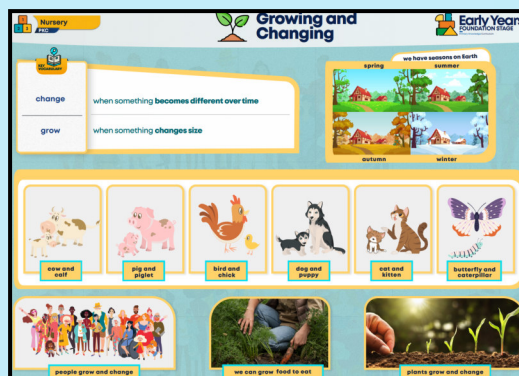 Nursery
PKC
Growing and
Changing
Early Years
FOUNDATION STAGE
KEY
VOCABULARY
change
when something becomes different over time
grow
when something changes size
we have seasons on Earth
spring
summer
autumn
winter
cow and
calf
pig and
piglet
bird and
chick
dog and
puppy
cat and
kitten
butterfly and
caterpillar
people grow and change
we can grow food to eat
plants grow and change